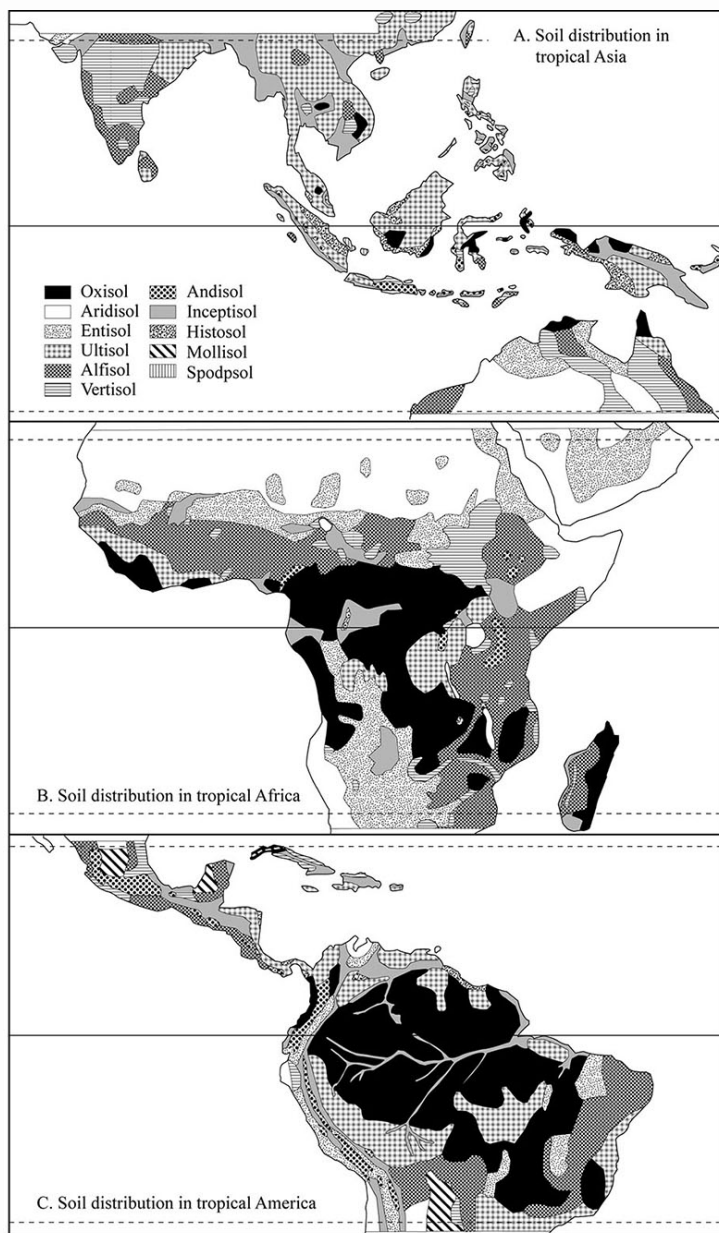 A. Soil distribution in
tropical Asia
Oxisol
Aridisol
Entisol
Ultisol
Alfisol
Vertisol
Andisol
Inceptisol
Histosol
Mollisol
Spodpsol
B. Soil distribution in tropical Africa
C. Soil distribution in tropical America